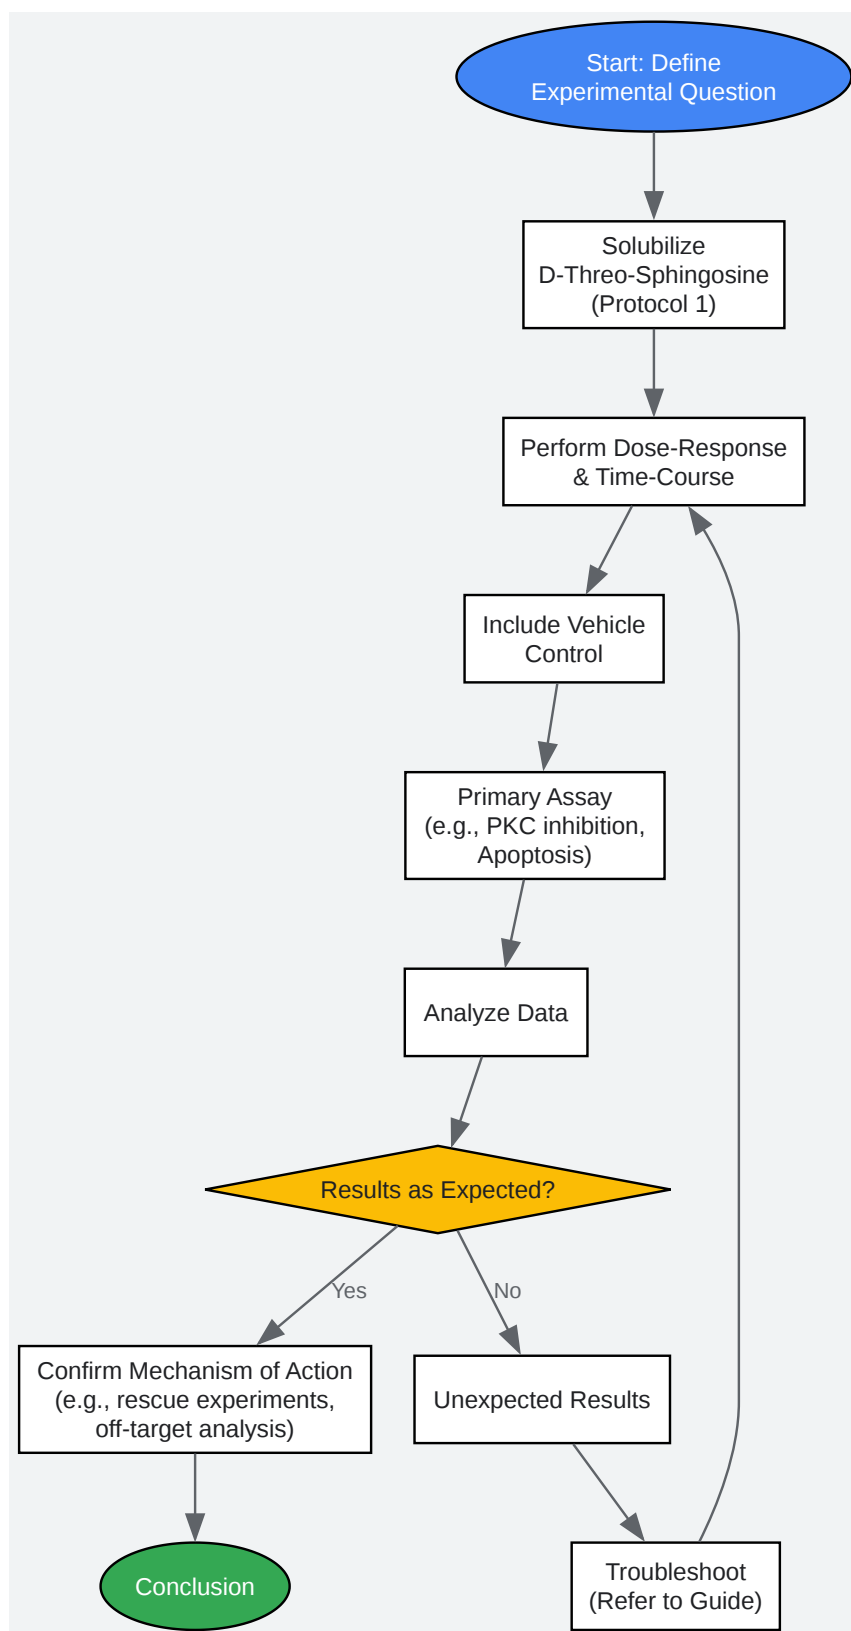 Start: Define
Experimental Question
Solubilize
D-Threo-Sphingosine
(Protocol 1)
Perform Dose-Response
& Time-Course
Include Vehicle
Control
Primary Assay
(e.g., PKC inhibition,
Apoptosis)
Analyze Data
Results as Expected?
Yes
No
Confirm Mechanism of Action
(e.g., rescue experiments,
off-target analysis)
Unexpected Results
Conclusion
Troubleshoot
(Refer to Guide)